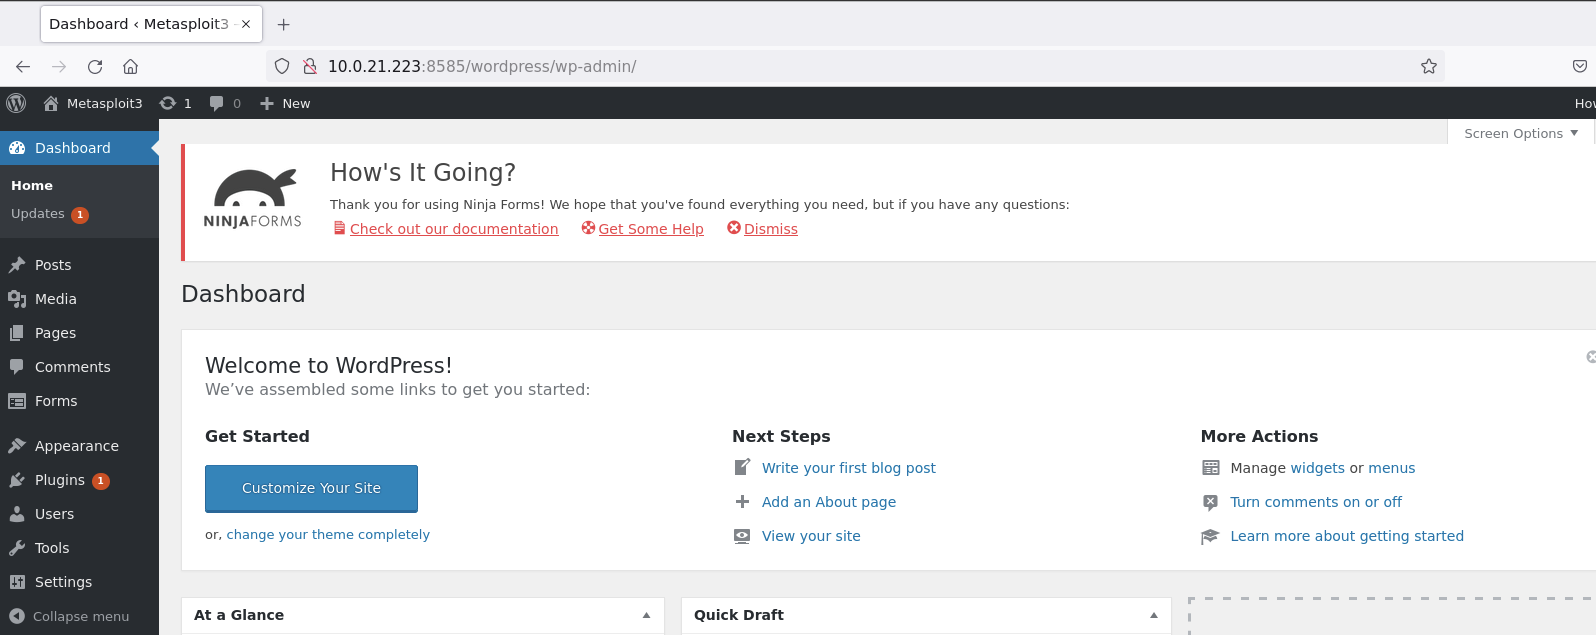 Dashboard ‹ Metasploit3 -
10.0.21.223:8585/wordpress/wp-admin/
Metasploit3 1 0 New How
Screen Options
Dashboard
Home
Updates 1
Posts
Media
Pages
Comments
Forms
Appearance
Plugins 1
Users
Tools
Settings
Collapse menu
NINJAFORMS
How's It Going?
Thank you for using Ninja Forms! We hope that you've found everything you need, but if you have any questions:
Check out our documentation Get Some Help Dismiss
Dashboard
Welcome to WordPress!
We’ve assembled some links to get you started:
Get Started
Customize Your Site
or, change your theme completely
Next Steps
Write your first blog post
Add an About page
View your site
More Actions
Manage widgets or menus
Turn comments on or off
Learn more about getting started
At a Glance
Quick Draft